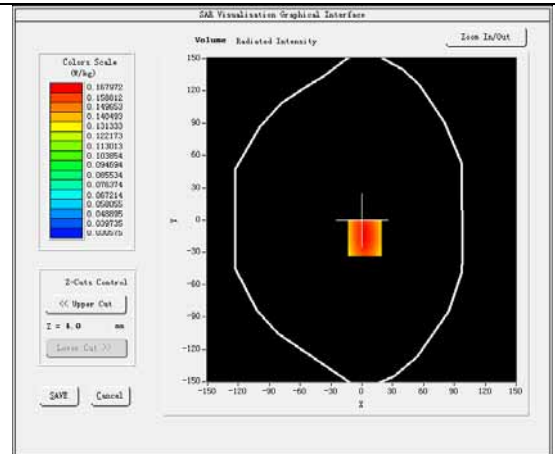 SAR Visualisation Graphical Interface
Volume Radiated Intensity
Zoom In/Out
Colors Scale
(W/kg)
0.167972
0.158812
0.149653
0.140493
0.131333
0.122173
0.113013
0.103854
0.094694
0.085534
0.076374
0.067214
0.058055
0.048895
0.039735
0.030575
150
120
90
60
30
0
-30
-60
-90
-120
-150
Y
-150 -120 -90 -60 -30 0 30 60 90 120 150
X
Z-Cuts Control
<< Upper Cut
Z = 4.0 mm
Lower Cut >>
SAVE
Cancel